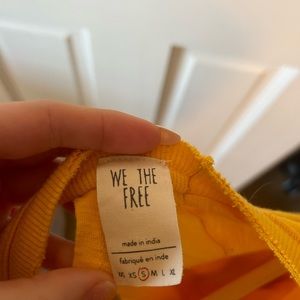 WE THE
FREE
made in india
fabriqué en inde
XS S M L XL